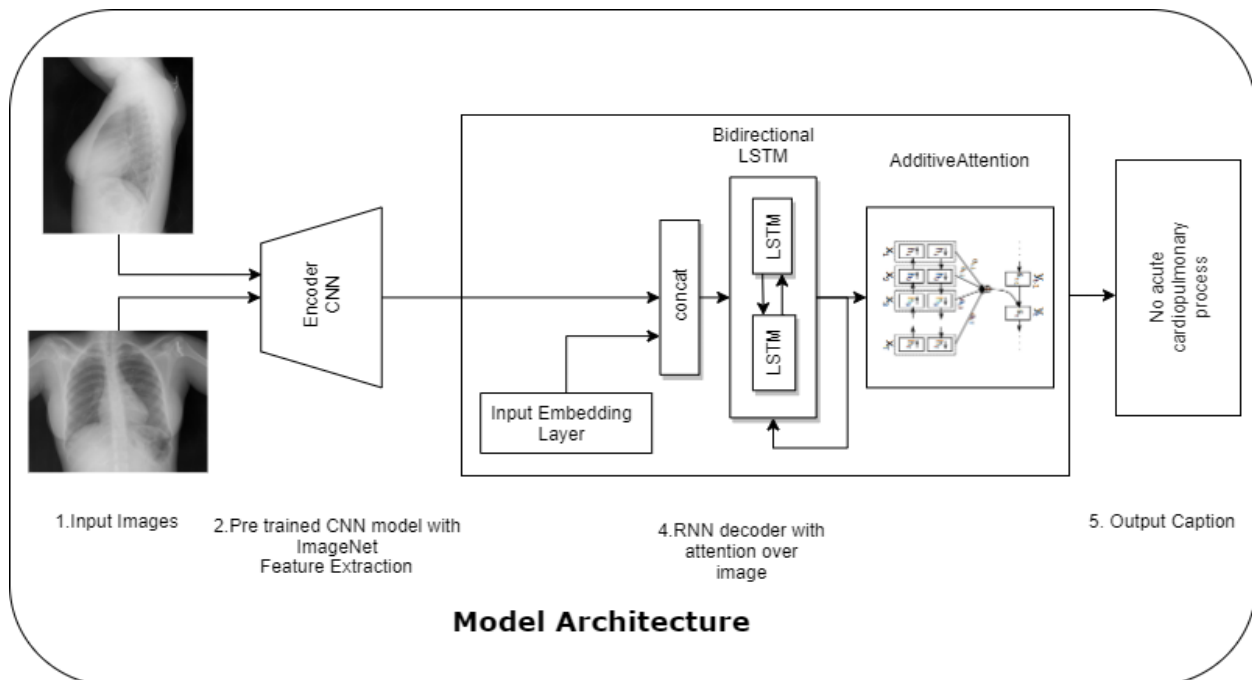 Bidirectional
LSTM
AdditiveAttention
Encoder
CNN
concat
LSTM
LSTM
Input Embedding
Layer
No acute
cardiopulmonary
process
1.Input Images
2.Pre trained CNN model with
ImageNet
Feature Extraction
4.RNN decoder with
attention over
image
5. Output Caption
Model Architecture